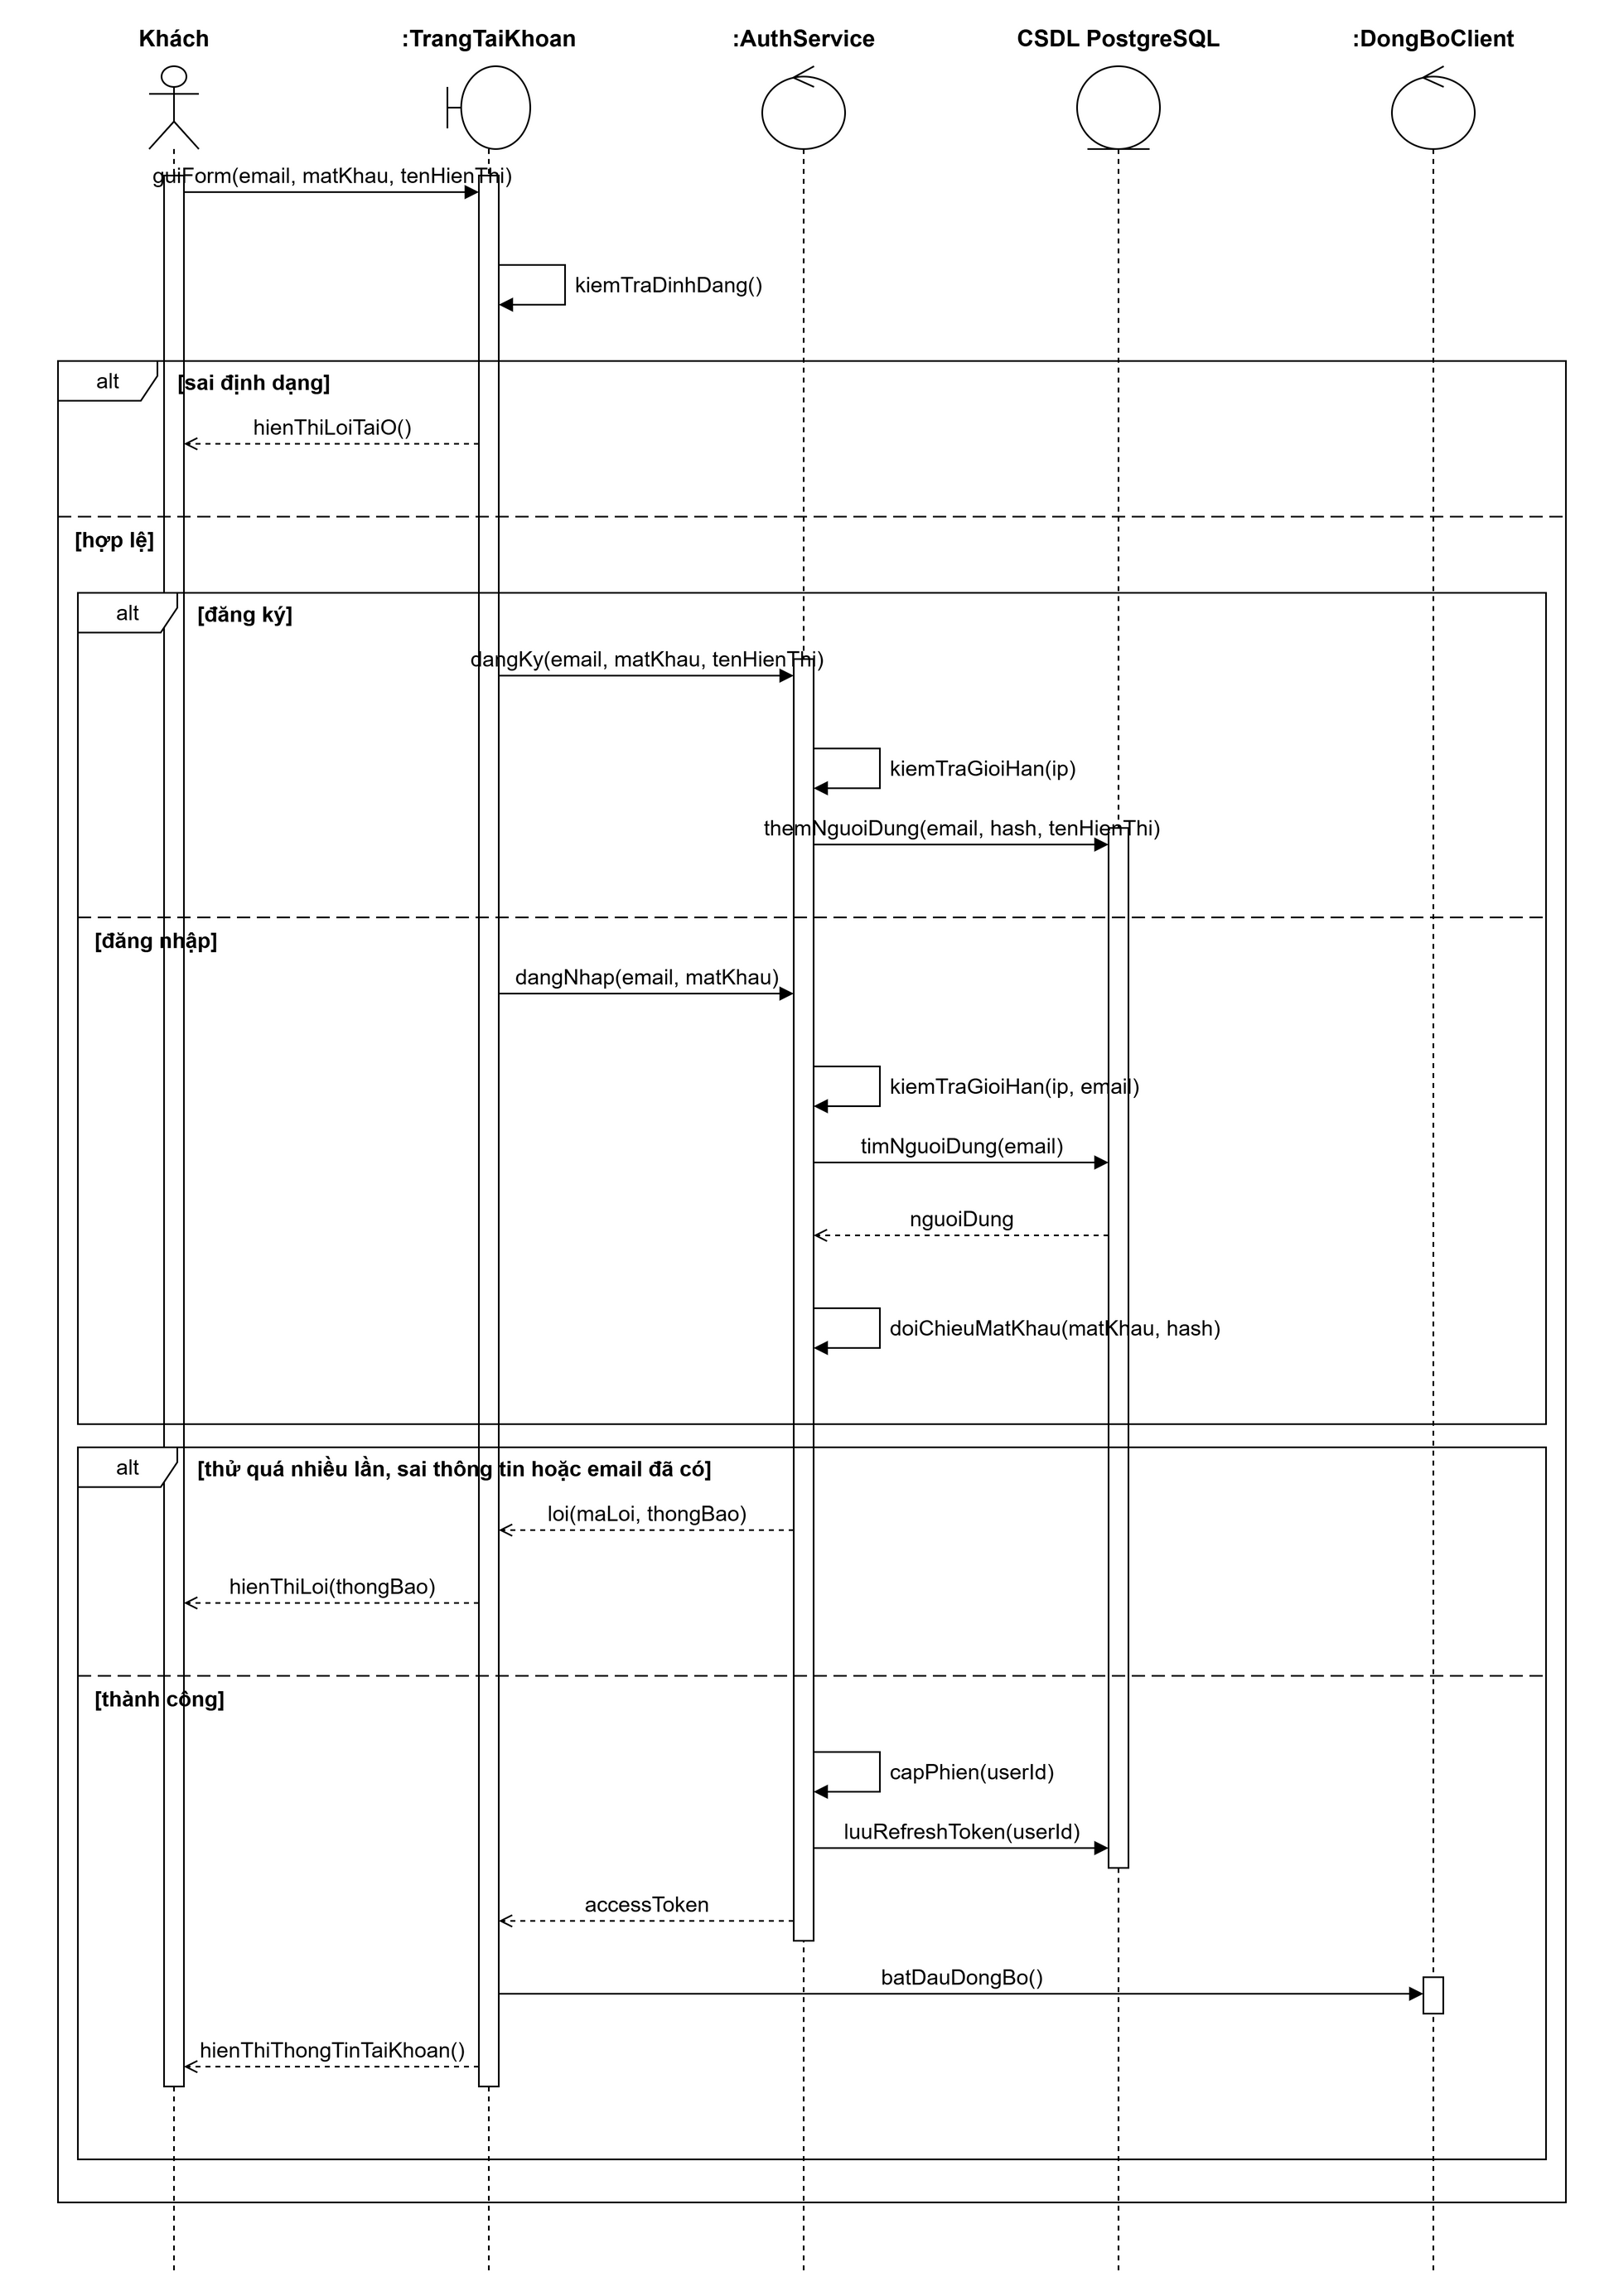 Khách
:TrangTaiKhoan
:AuthService
CSDL PostgreSQL
:DongBoClient
guiForm(email, matKhau, tenHienThi)
kiemTraDinhDang()
alt
[sai định dạng]
hienThiLoiTaiO()
[hợp lệ]
alt
[đăng ký]
dangKy(email, matKhau, tenHienThi)
kiemTraGioiHan(ip)
themNguoiDung(email, hash, tenHienThi)
[đăng nhập]
dangNhap(email, matKhau)
kiemTraGioiHan(ip, email)
timNguoiDung(email)
nguoiDung
doiChieuMatKhau(matKhau, hash)
alt
[thử quá nhiều lần, sai thông tin hoặc email đã có]
loi(maLoi, thongBao)
hienThiLoi(thongBao)
[thành công]
capPhien(userId)
luuRefreshToken(userId)
accessToken
batDauDongBo()
hienThiThongTinTaiKhoan()